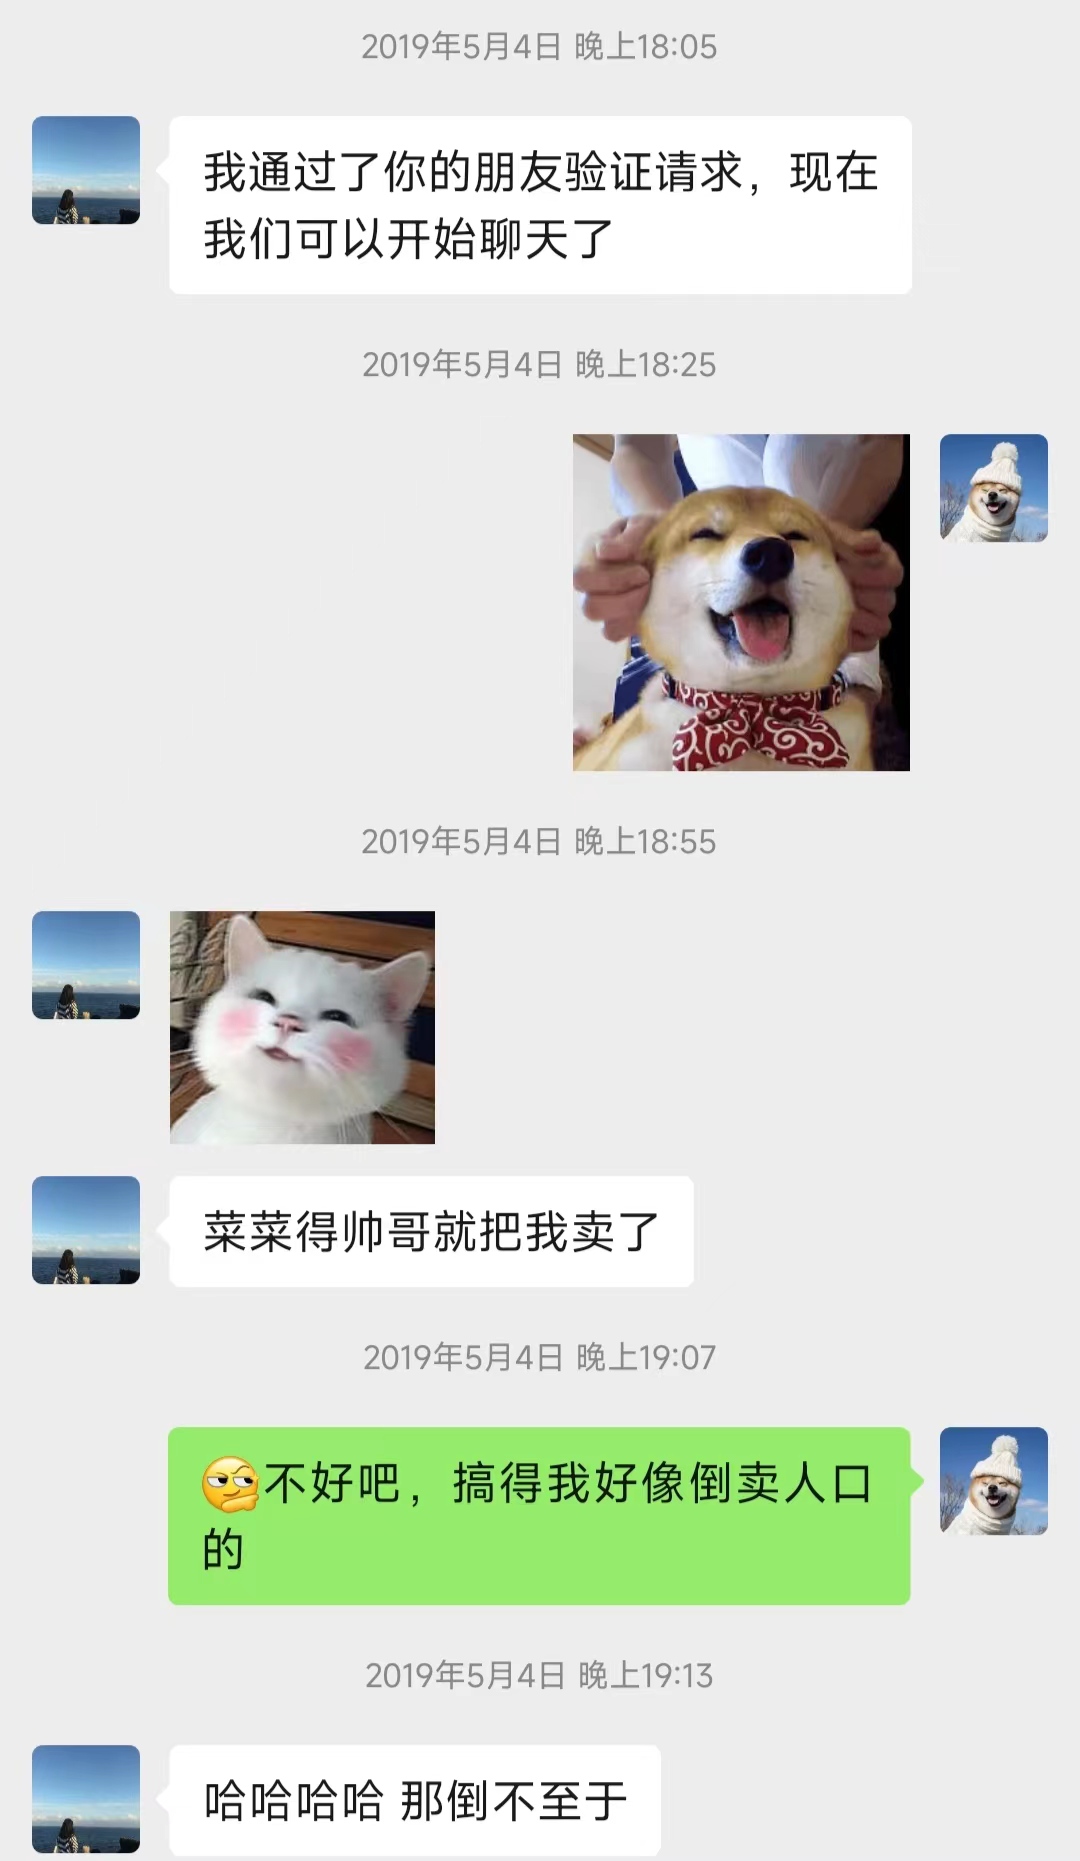 2019年5月4日 晚上18:05
我通过了你的朋友验证请求，现在
我们可以开始聊天了
2019年5月4日 晚上18:25
2019年5月4日 晚上18:55
菜菜得帅哥就把我卖了
2019年5月4日 晚上19:07
不好吧，搞得我好像倒卖人口
的
2019年5月4日 晚上19:13
哈哈哈哈 那倒不至于